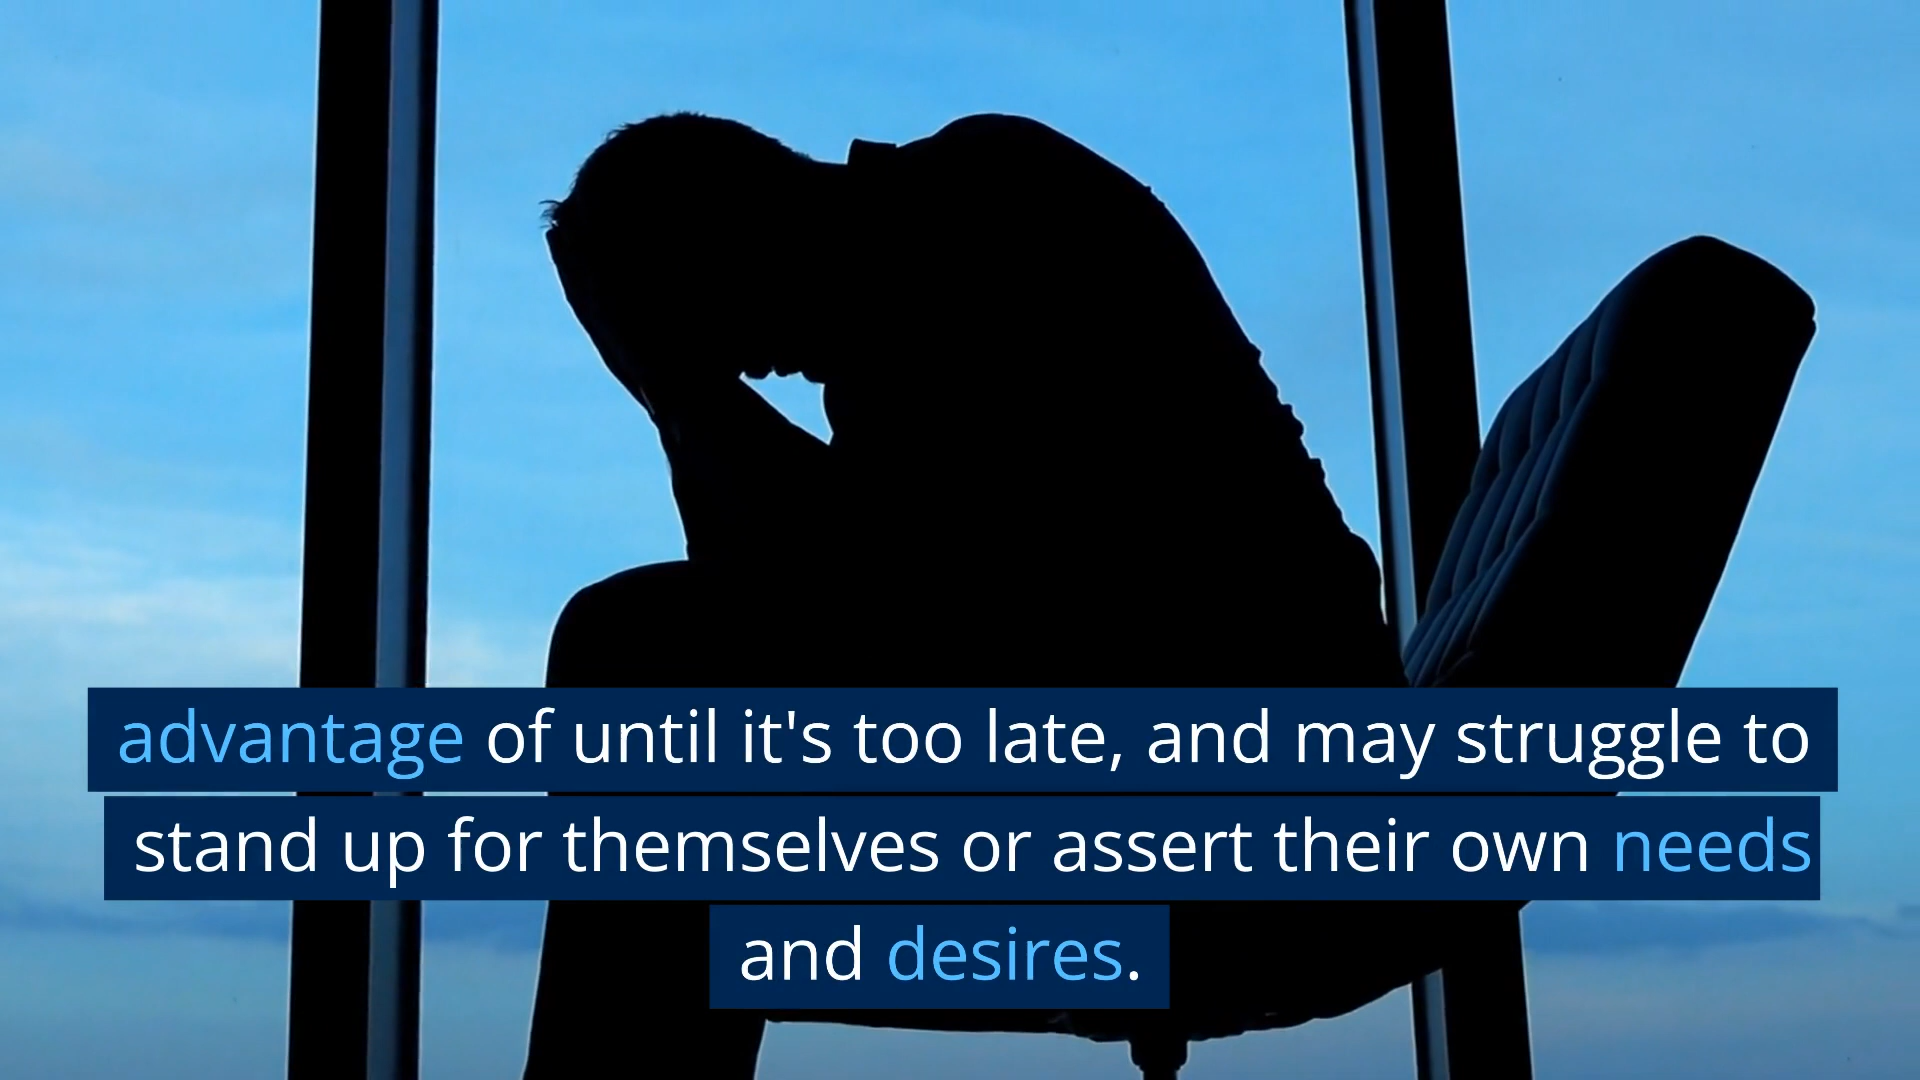 advantage of until it's too late, and may struggle to
stand up for themselves or assert their own needs
and desires.